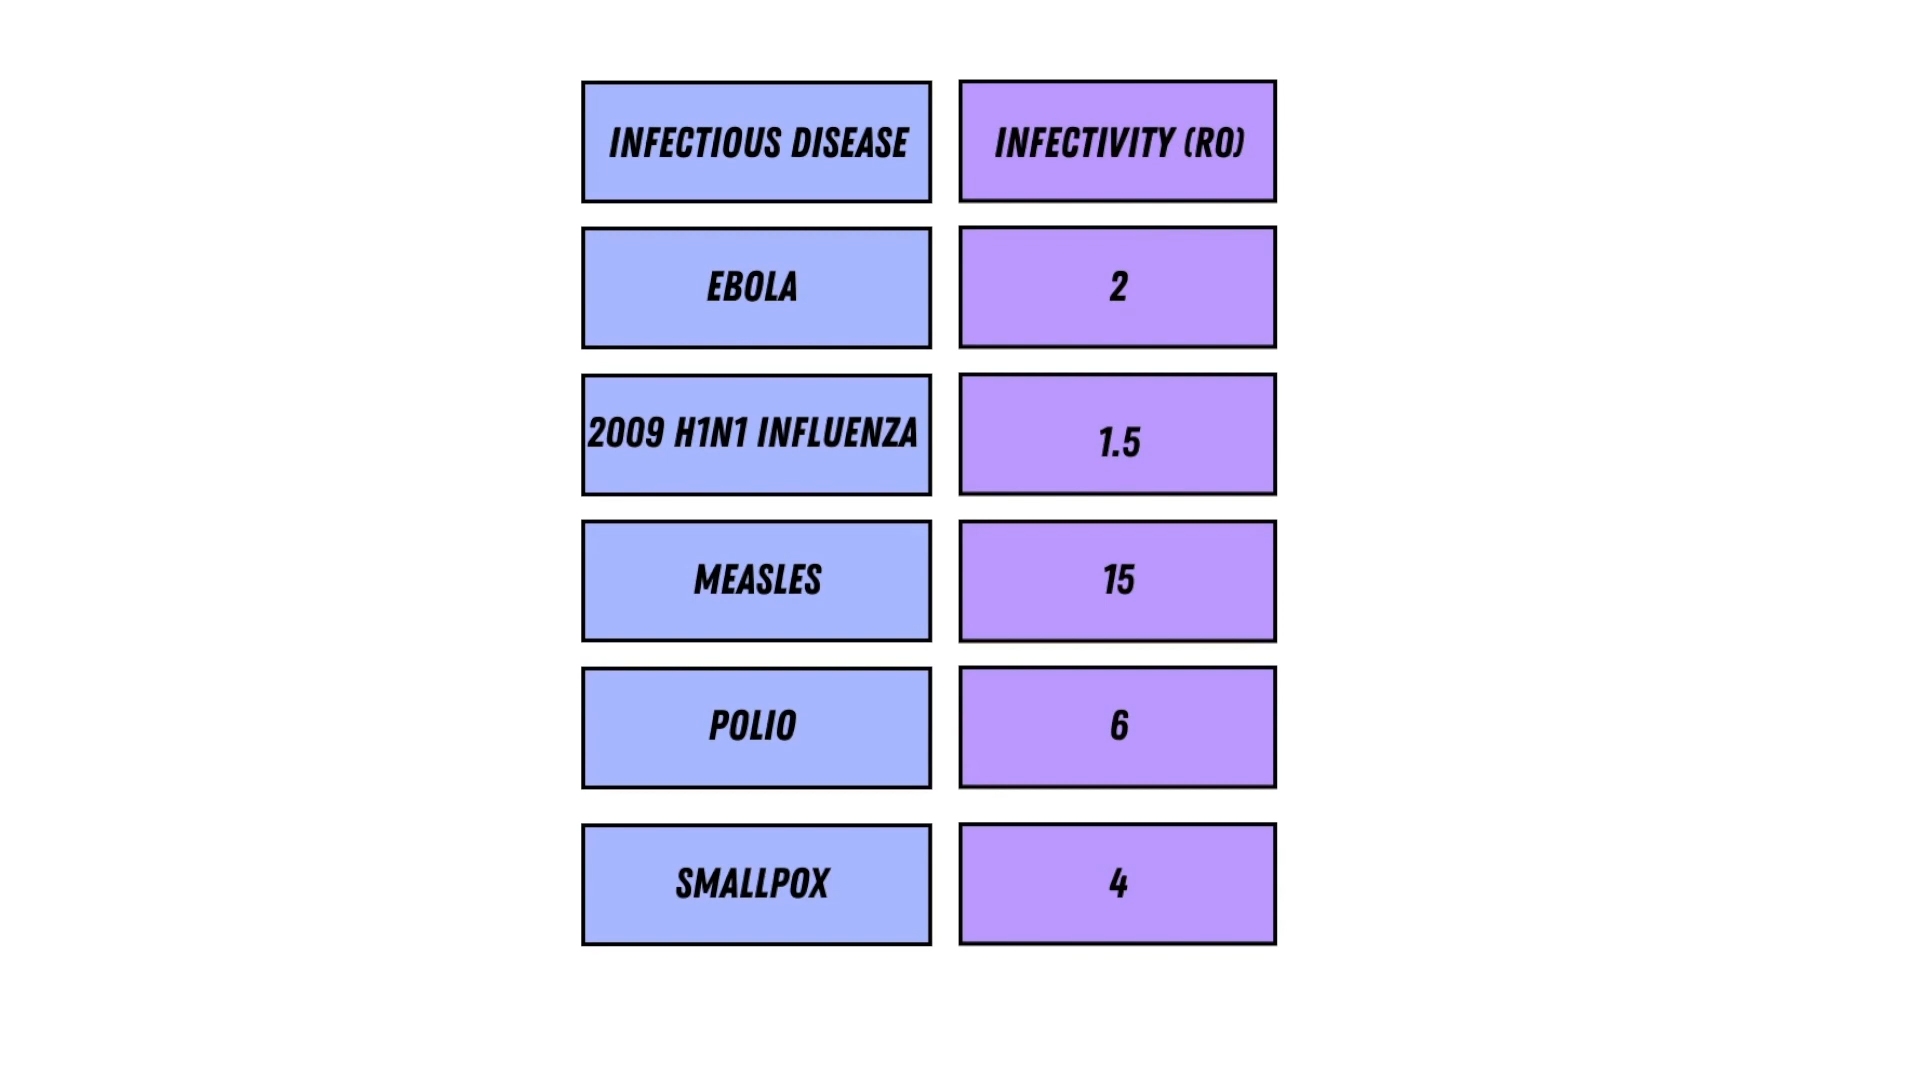 INFECTIOUS DISEASE INFECTIVITY (RO)
EBOLA 2
2009 H1N1 INFLUENZA 1.5
MEASLES 15
POLIO 6
SMALLPOX 4